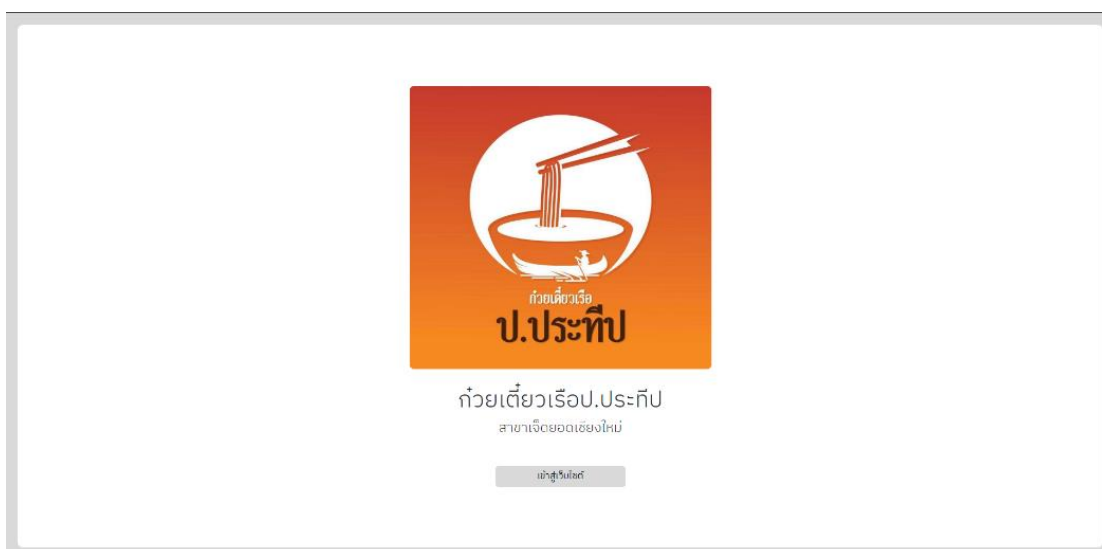 ก๋วยเตี๋ยวเรือ
ป.ประทีป
ก๋วยเตี๋ยวเรือป.ประทีป
สาขาเจ็ดยอดเชียงใหม่
เข้าสู่เว็บไซต์